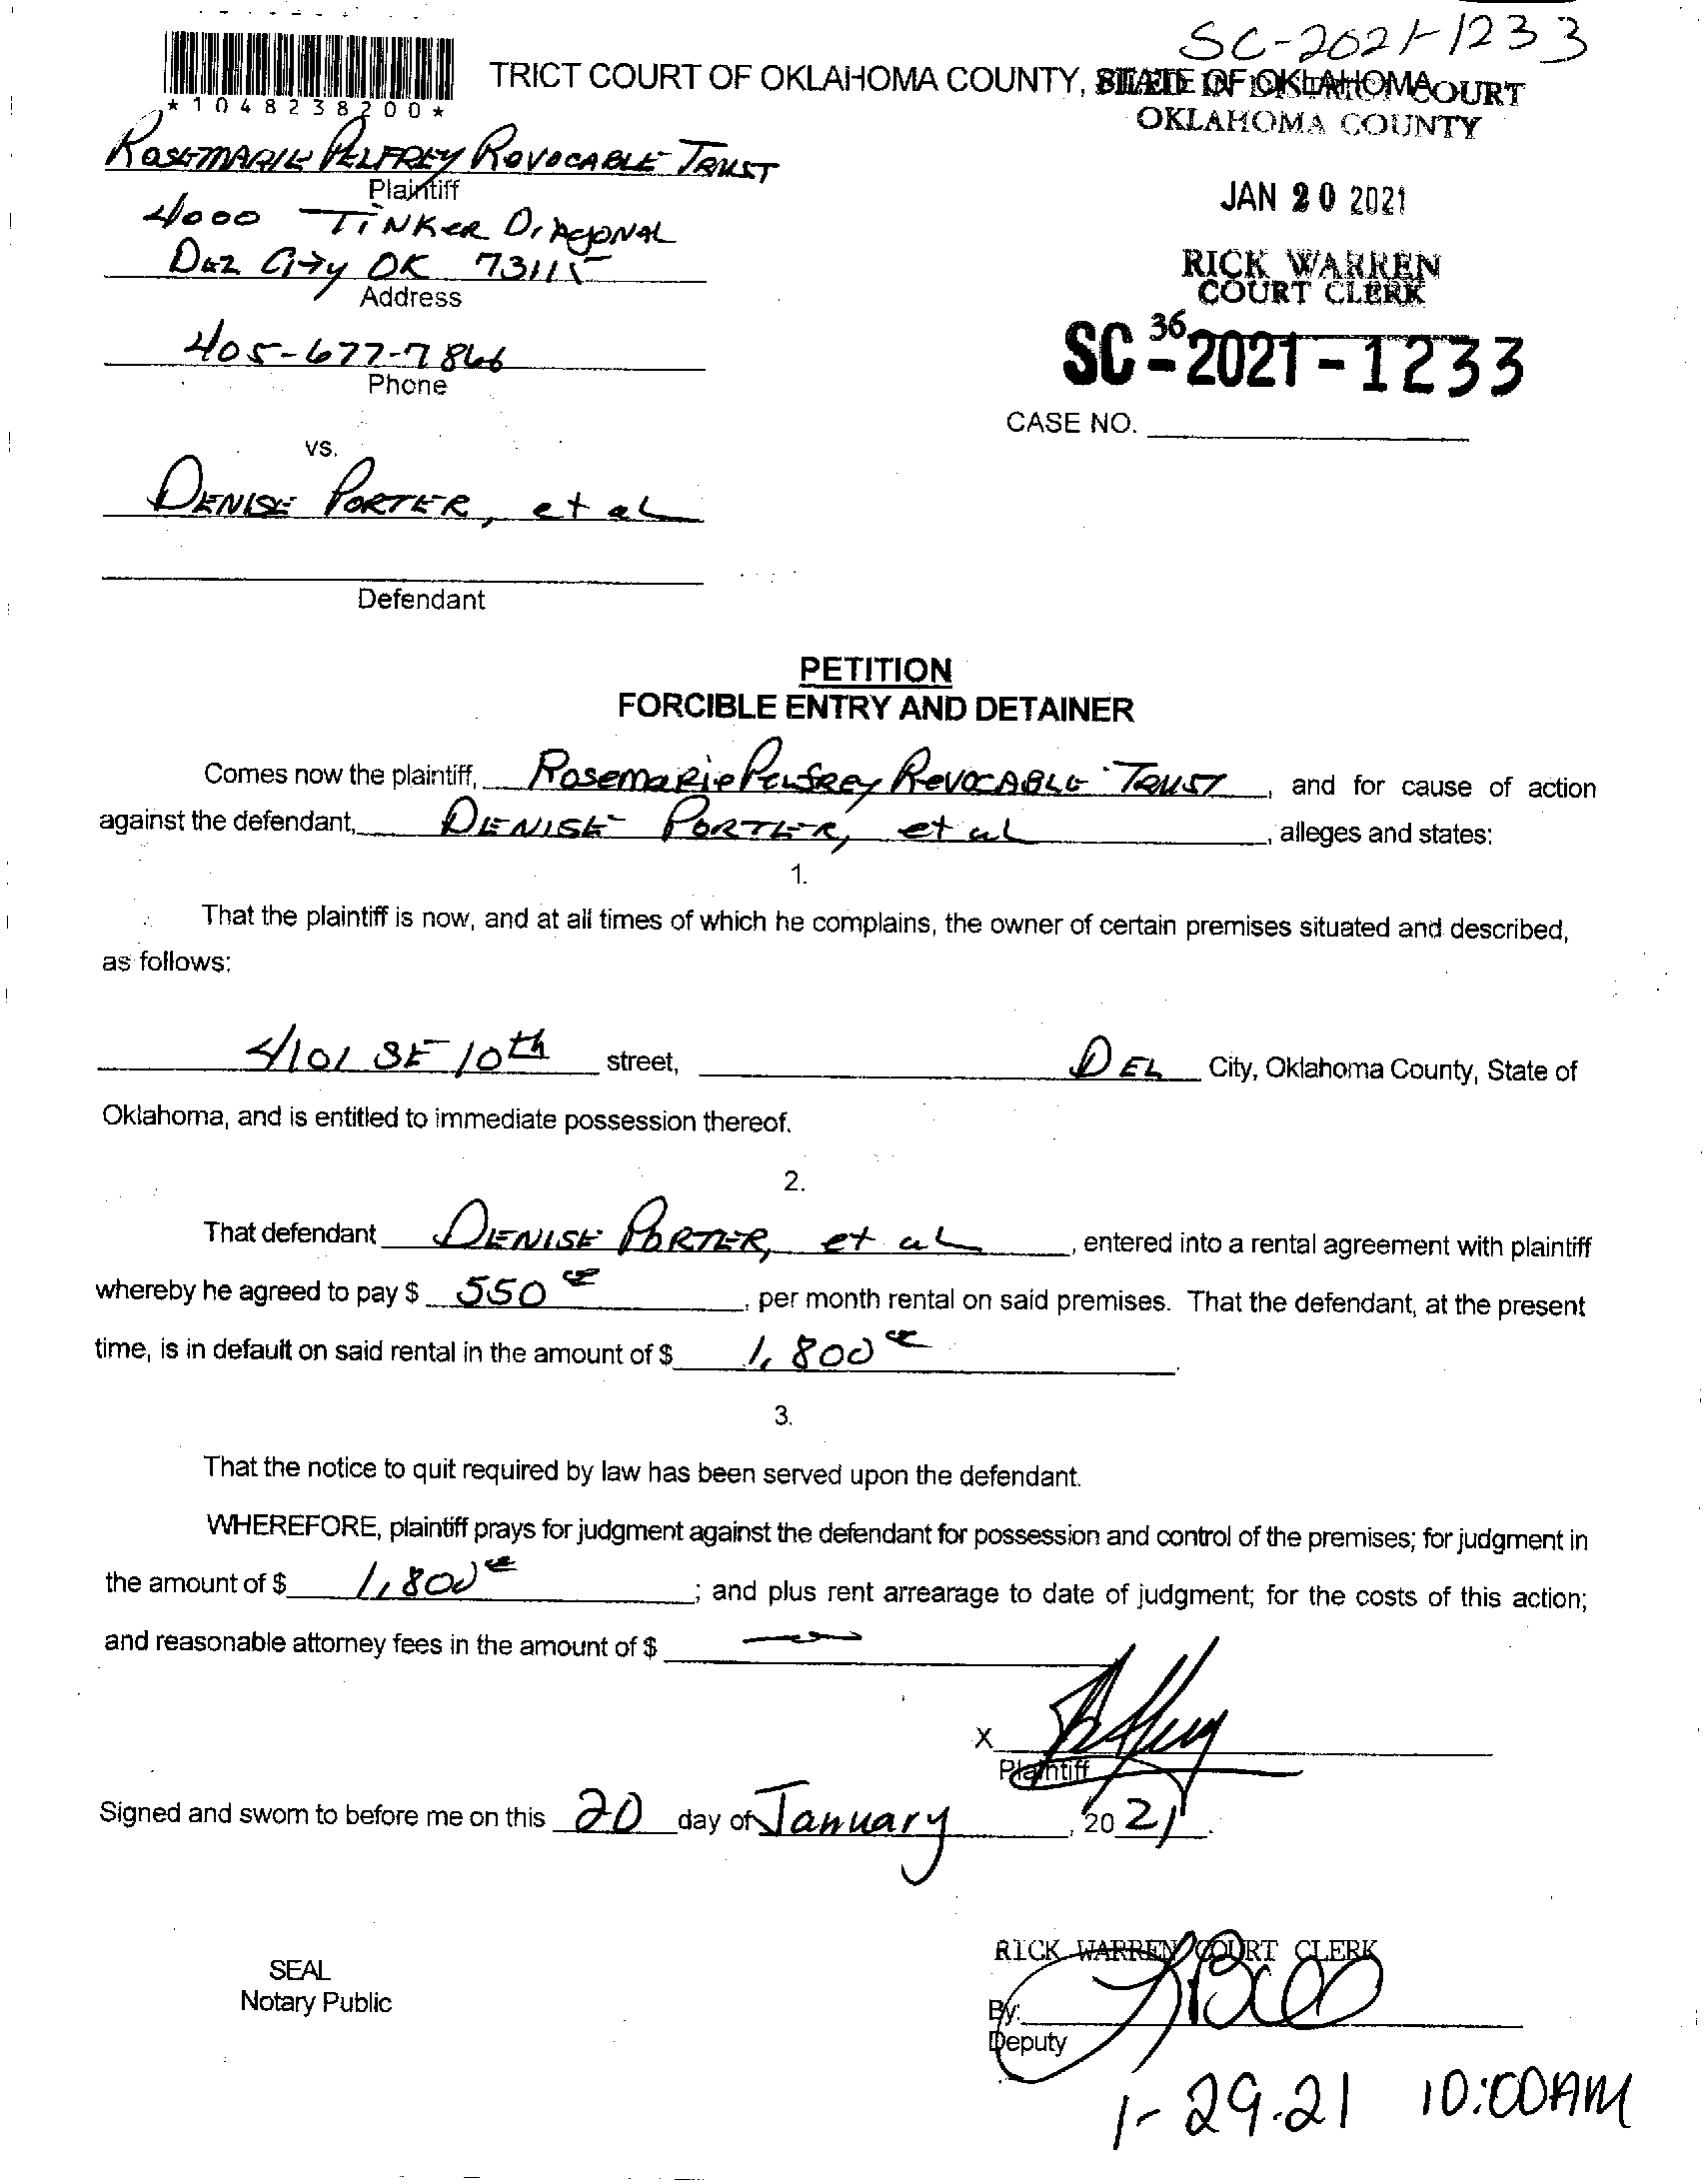 SC-2021-1233
TRICT COURT OF OKLAHOMA COUNTY, STATE OF OKLAHOMA COURT
*1048238200*
OKLAHOMA COUNTY
ROSEMARIE PELFREY REVOCABLE TRUST
Plaintiff
JAN 20 2021
4000 TINKER DIAGONAL
DEL CITY OK 73115
Address
RICK WARREN
COURT CLERK
36
405-677-7866
Phone
SC-2021-1233
CASE NO.
vs.
DENISE PORTER, et al
Defendant
PETITION
FORCIBLE ENTRY AND DETAINER
Comes now the plaintiff, Rosemarie Pelfrey Revocable Trust, and for cause of action
against the defendant, DENISE PORTER, et al, alleges and states:
1.
That the plaintiff is now, and at all times of which he complains, the owner of certain premises situated and described,
as follows:
4101 SE 10th street, DEL City, Oklahoma County, State of
Oklahoma, and is entitled to immediate possession thereof.
2.
That defendant DENISE PORTER, et al, entered into a rental agreement with plaintiff
whereby he agreed to pay $ 550, per month rental on said premises. That the defendant, at the present
time, is in default on said rental in the amount of $ 1,800.
3.
That the notice to quit required by law has been served upon the defendant.
WHEREFORE, plaintiff prays for judgment against the defendant for possession and control of the premises; for judgment in
the amount of $ 1,800; and plus rent arrearage to date of judgment; for the costs of this action;
and reasonable attorney fees in the amount of $ —
X
Plaintiff
Signed and sworn to before me on this 20 day of January, 2021.
RICK WARREN COURT CLERK
SEAL
Notary Public
By:
Deputy
1-29-21 10:00AM